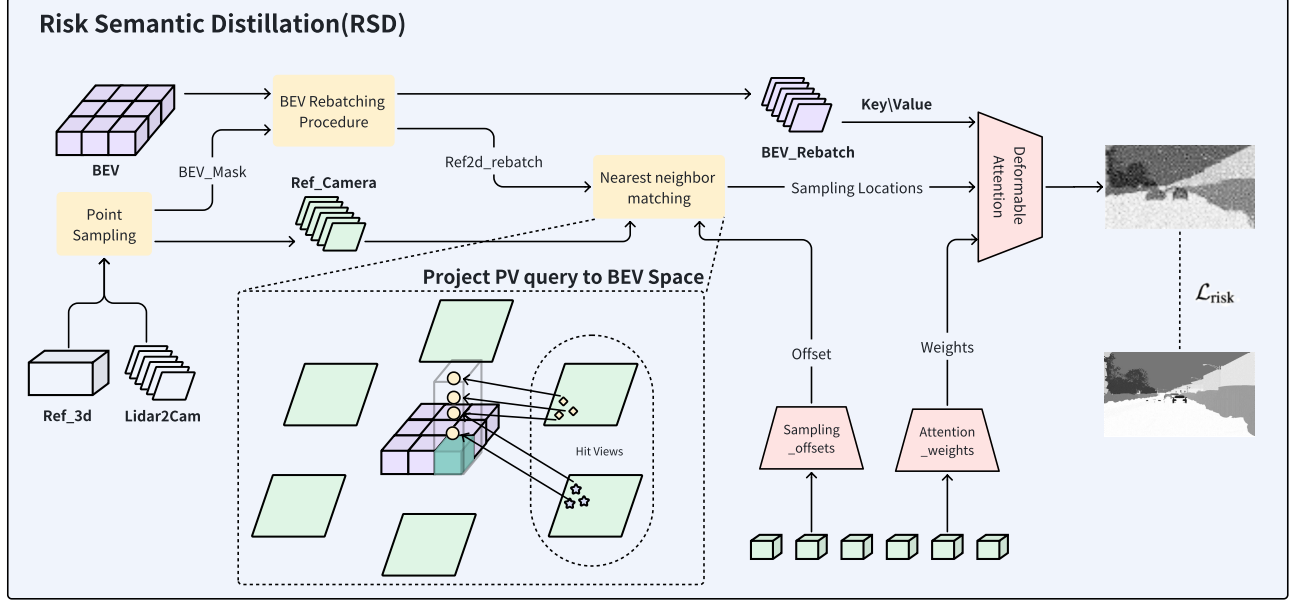 Risk Semantic Distillation(RSD)
BEV Rebatching
Procedure
Key\Value
BEV
BEV_Mask
Ref2d_rebatch
BEV_Rebatch
Deformable
Attention
Ref_Camera
Nearest neighbor
matching
Sampling Locations
Point
Sampling
Project PV query to BEV Space
ℒrisk
Offset
Weights
Ref_3d
Lidar2Cam
Hit Views
Sampling
_offsets
Attention
_weights